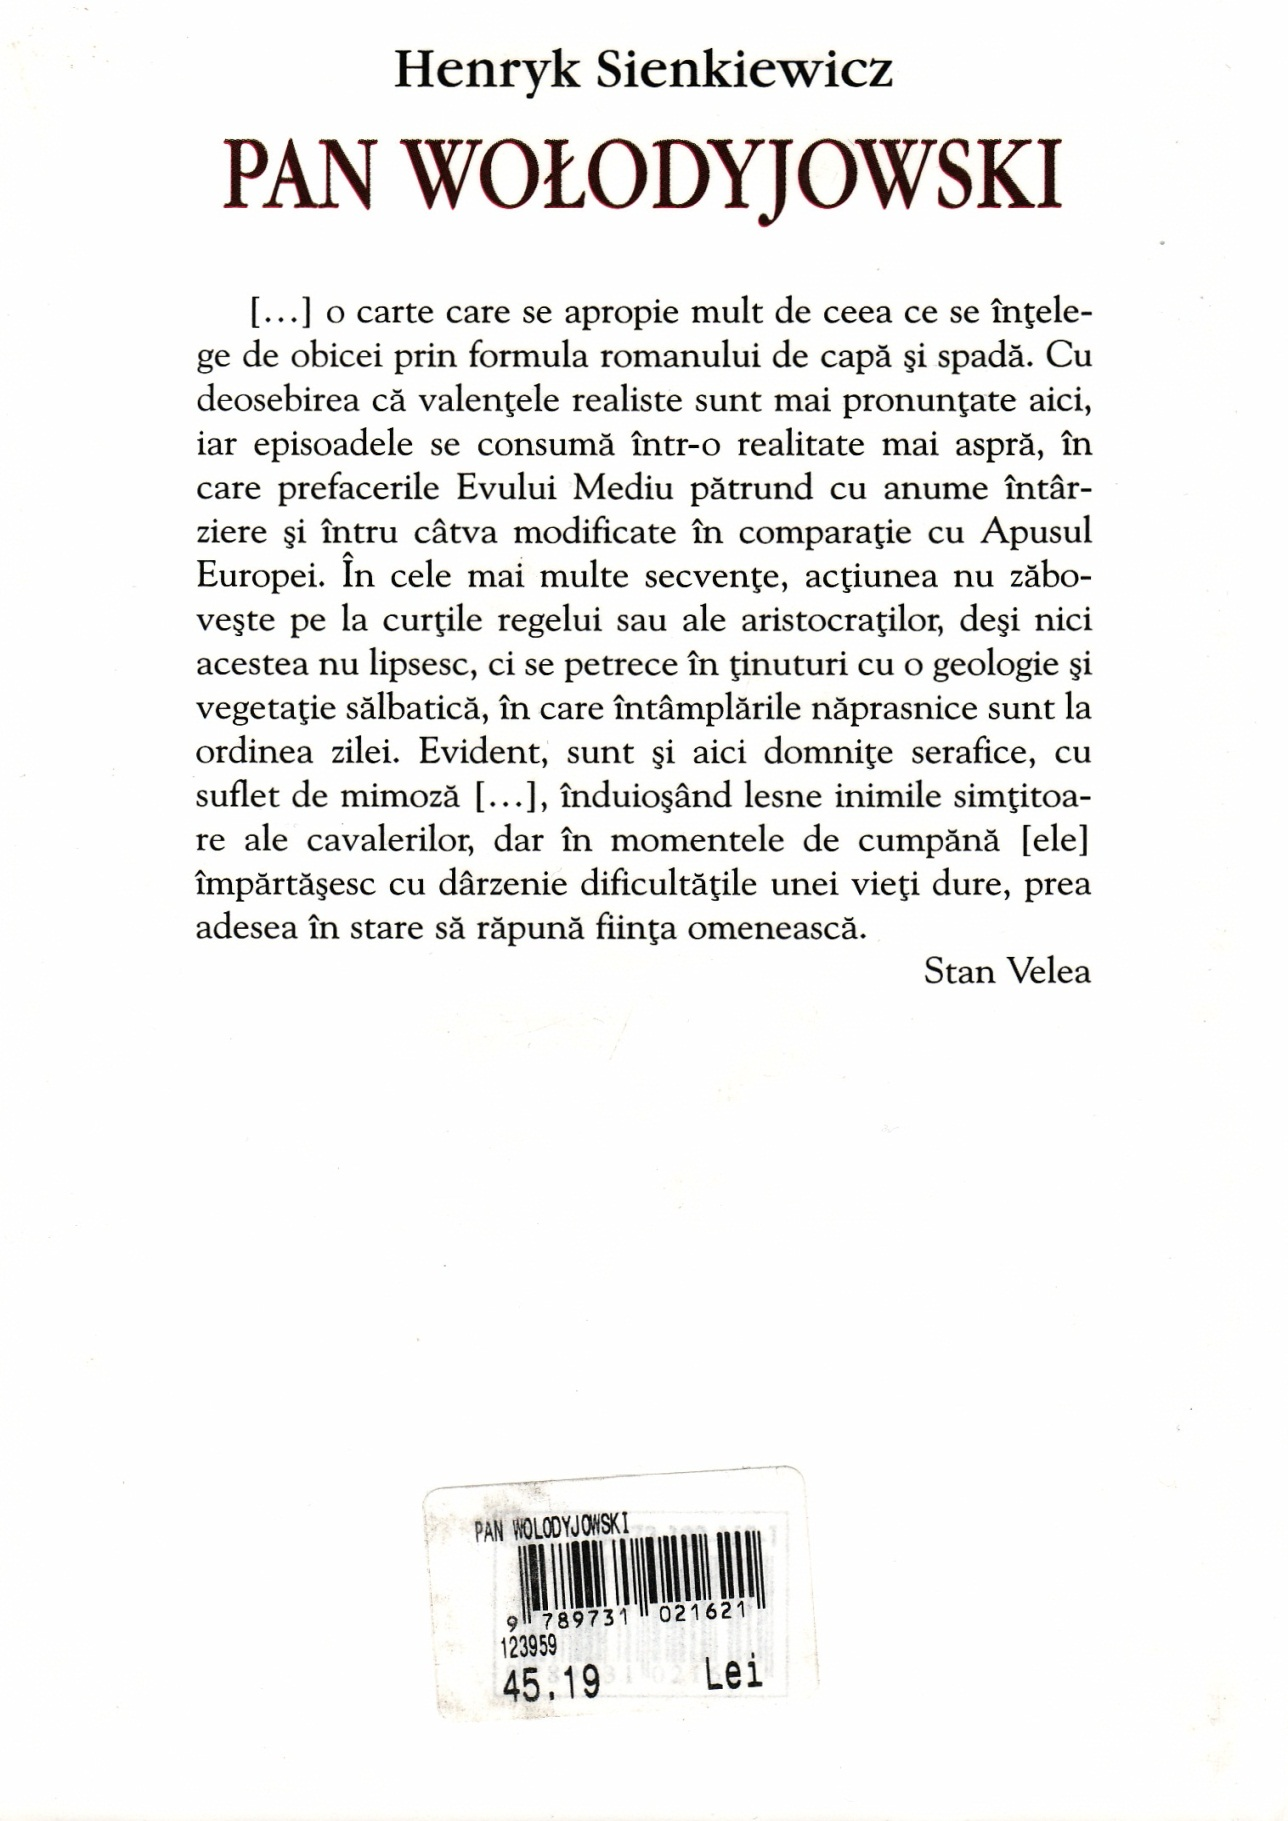 Henryk Sienkiewicz
PAN WOŁODYJOWSKI
[...] o carte care se apropie mult de ceea ce se înţele-
ge de obicei prin formula romanului de capă şi spadă. Cu
deosebirea că valenţele realiste sunt mai pronunţate aici,
iar episoadele se consumă într-o realitate mai aspră, în
care prefacerile Evului Mediu pătrund cu anume întâr-
ziere şi întru câtva modificate în comparaţie cu Apusul
Europei. În cele mai multe secvenţe, acţiunea nu zăbo-
veşte pe la curţile regelui sau ale aristocraţilor, deşi nici
acestea nu lipsesc, ci se petrece în ţinuturi cu o geologie şi
vegetaţie sălbatică, în care întâmplările năprasnice sunt la
ordinea zilei. Evident, sunt şi aici domniţe serafice, cu
suflet de mimoză [...], înduioşând lesne inimile simţitoa-
re ale cavalerilor, dar în momentele de cumpănă [ele]
împărtăşesc cu dârzenie dificultăţile unei vieţi dure, prea
adesea în stare să răpună fiinţa omenească.
Stan Velea
PAN WOLODYJOWSKI
9 789731 021621
123959
45.19 Lei